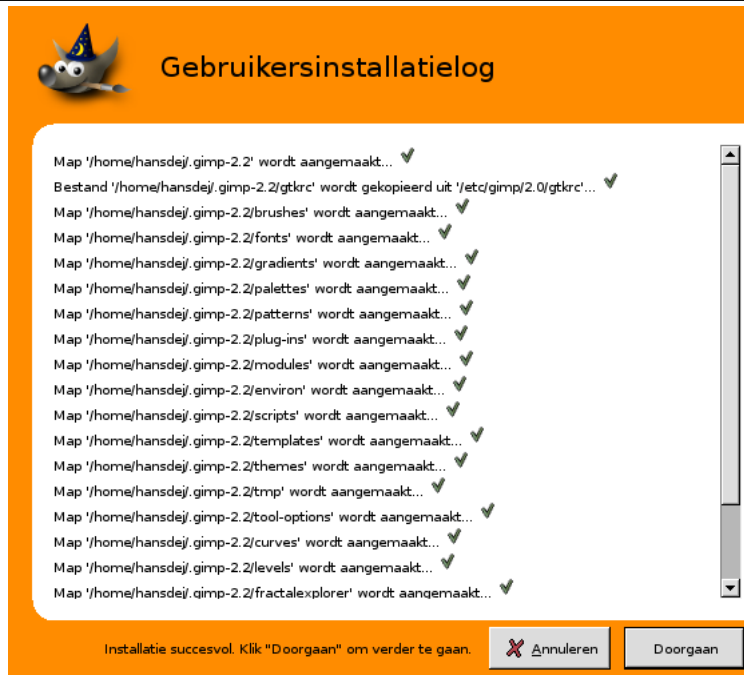 Gebruikersinstallatielog
Map '/home/hansdej/.gimp-2.2' wordt aangemaakt...
Bestand '/home/hansdej/.gimp-2.2/gtkrc' wordt gekopieerd uit '/etc/gimp/2.0/gtkrc'...
Map '/home/hansdej/.gimp-2.2/brushes' wordt aangemaakt...
Map '/home/hansdej/.gimp-2.2/fonts' wordt aangemaakt...
Map '/home/hansdej/.gimp-2.2/gradients' wordt aangemaakt...
Map '/home/hansdej/.gimp-2.2/palettes' wordt aangemaakt...
Map '/home/hansdej/.gimp-2.2/patterns' wordt aangemaakt...
Map '/home/hansdej/.gimp-2.2/plug-ins' wordt aangemaakt...
Map '/home/hansdej/.gimp-2.2/modules' wordt aangemaakt...
Map '/home/hansdej/.gimp-2.2/environ' wordt aangemaakt...
Map '/home/hansdej/.gimp-2.2/scripts' wordt aangemaakt...
Map '/home/hansdej/.gimp-2.2/templates' wordt aangemaakt...
Map '/home/hansdej/.gimp-2.2/themes' wordt aangemaakt...
Map '/home/hansdej/.gimp-2.2/tmp' wordt aangemaakt...
Map '/home/hansdej/.gimp-2.2/tool-options' wordt aangemaakt...
Map '/home/hansdej/.gimp-2.2/curves' wordt aangemaakt...
Map '/home/hansdej/.gimp-2.2/levels' wordt aangemaakt...
Map '/home/hansdej/.gimp-2.2/fractalexplorer' wordt aangemaakt...
Installatie succesvol. Klik "Doorgaan" om verder te gaan.
Annuleren
Doorgaan